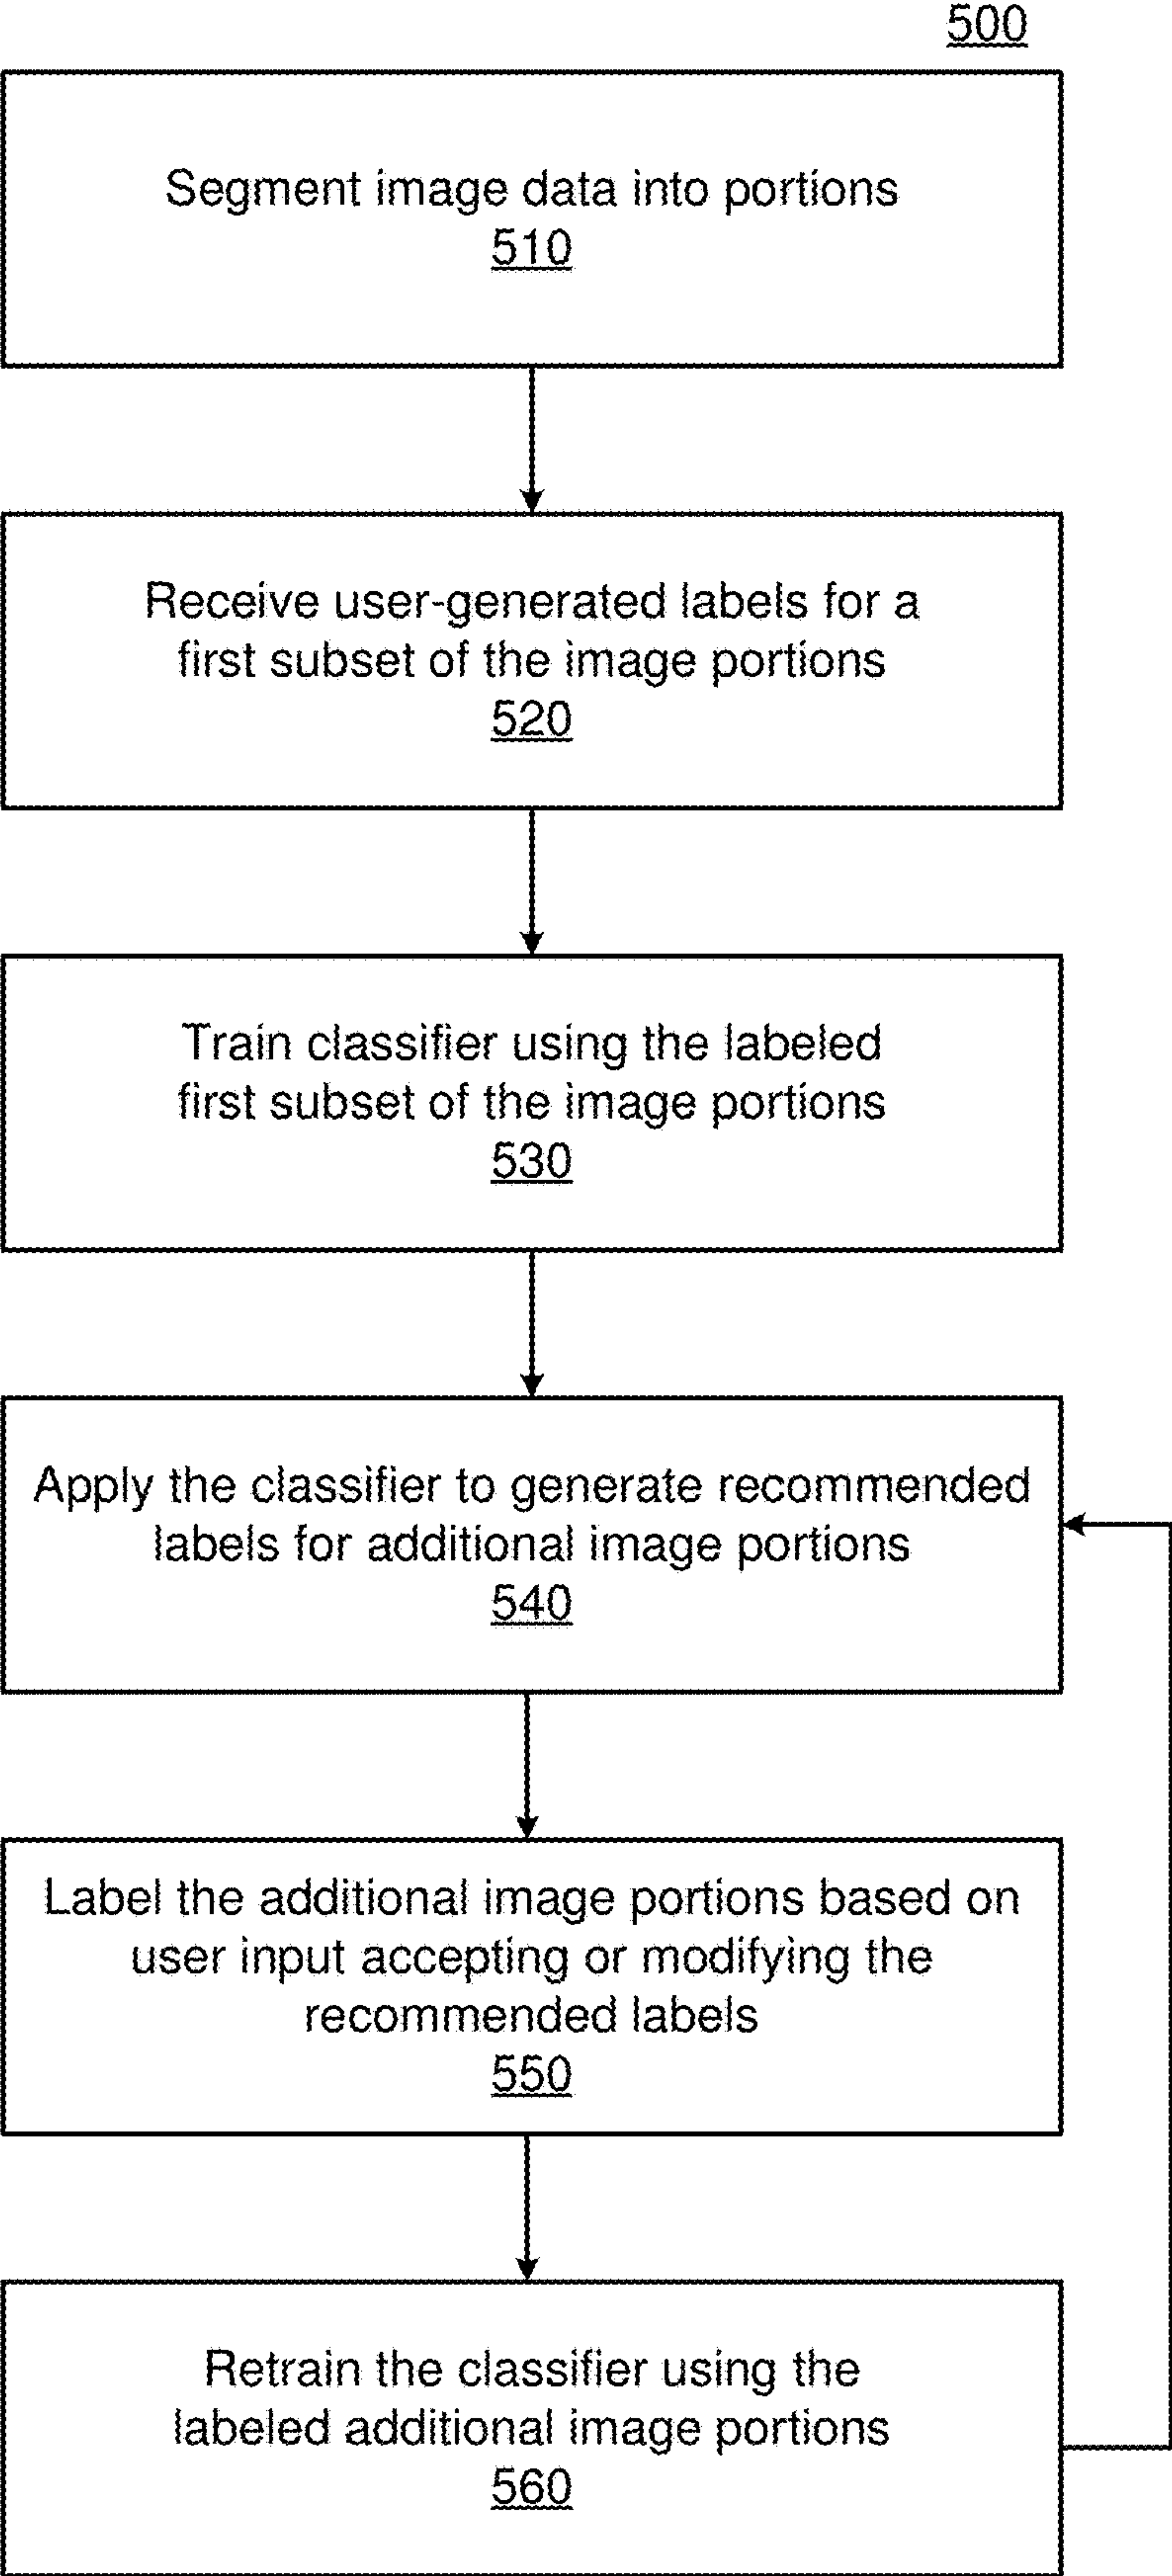 500
Segment image data into portions
510
Receive user-generated labels for a
first subset of the image portions
520
Train classifier using the labeled
first subset of the image portions
530
Apply the classifier to generate recommended
labels for additional image portions
540
Label the additional image portions based on
user input accepting or modifying the
recommended labels
550
Retrain the classifier using the
labeled additional image portions
560